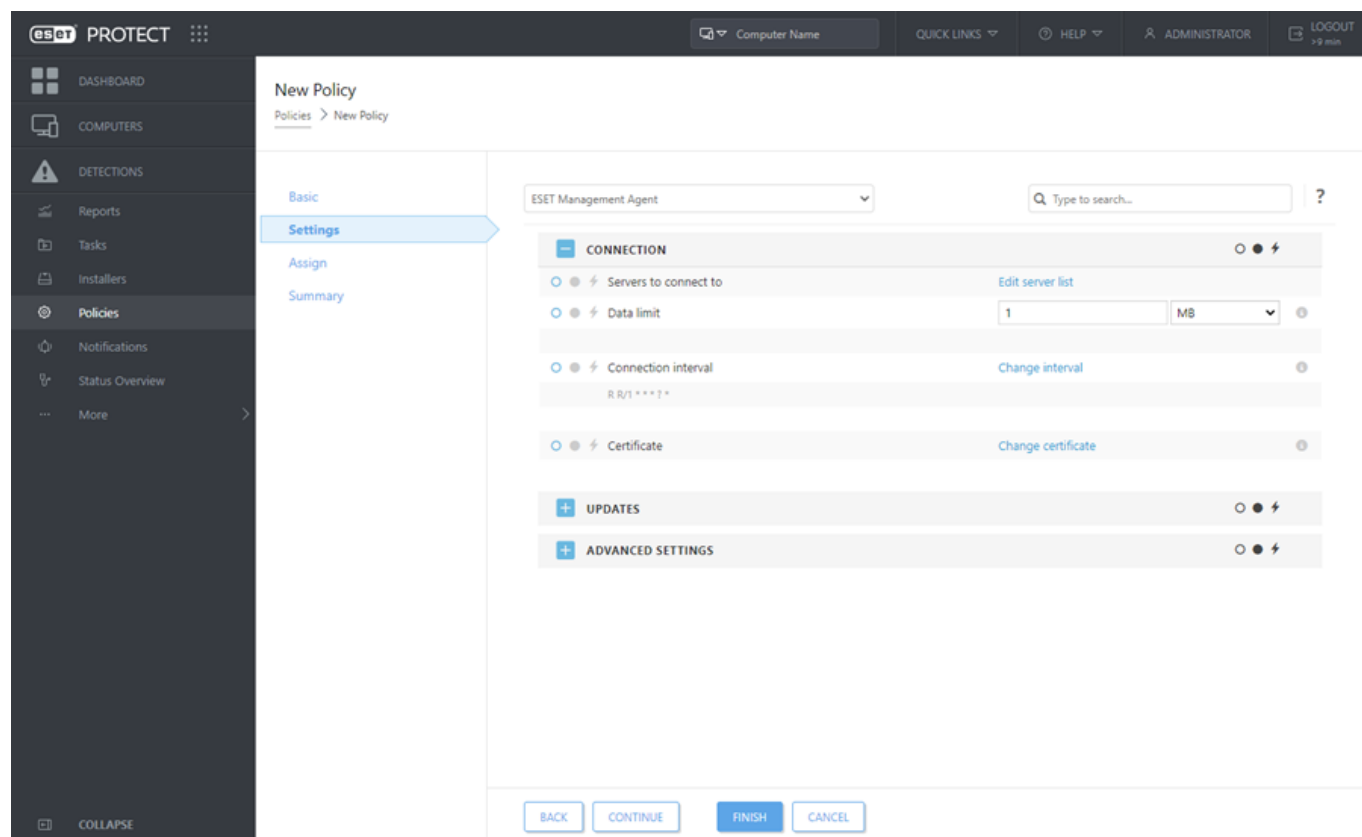 eset PROTECT
Computer Name
QUICK LINKS
HELP
ADMINISTRATOR
LOGOUT
>9 min
DASHBOARD
COMPUTERS
DETECTIONS
Reports
Tasks
Installers
Policies
Notifications
Status Overview
More
COLLAPSE
New Policy
Policies > New Policy
Basic
Settings
Assign
Summary
ESET Management Agent
Type to search...
?
CONNECTION
Servers to connect to
Edit server list
Data limit
1
MB
Connection interval
Change interval
R R/1 * * * ? *
Certificate
Change certificate
UPDATES
ADVANCED SETTINGS
BACK
CONTINUE
FINISH
CANCEL